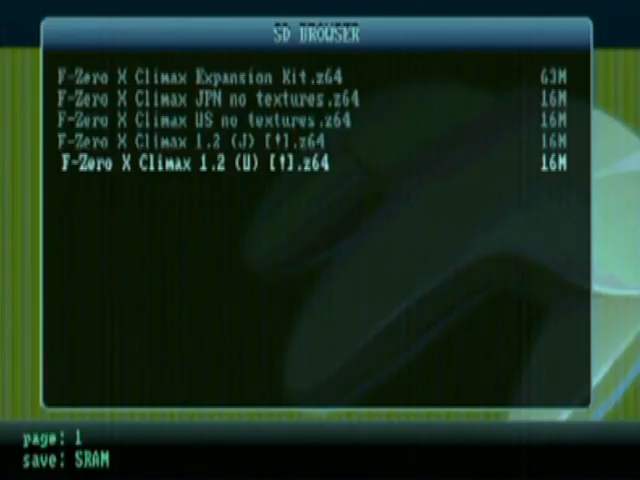 SD BROWSER
F-Zero X Climax Expansion Kit.z64 63M
F-Zero X Climax JPN no textures.z64 16M
F-Zero X Climax US no textures.z64 16M
F-Zero X Climax 1.2 (J) [!].z64 16M
F-Zero X Climax 1.2 (U) [!].z64 16M
page: 1
save: SRAM